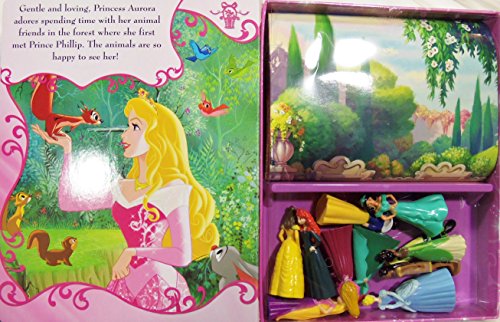 Gentle and loving, Princess Aurora
adores spending time with her animal
friends in the forest where she first
met Prince Phillip. The animals are so
happy to see her!